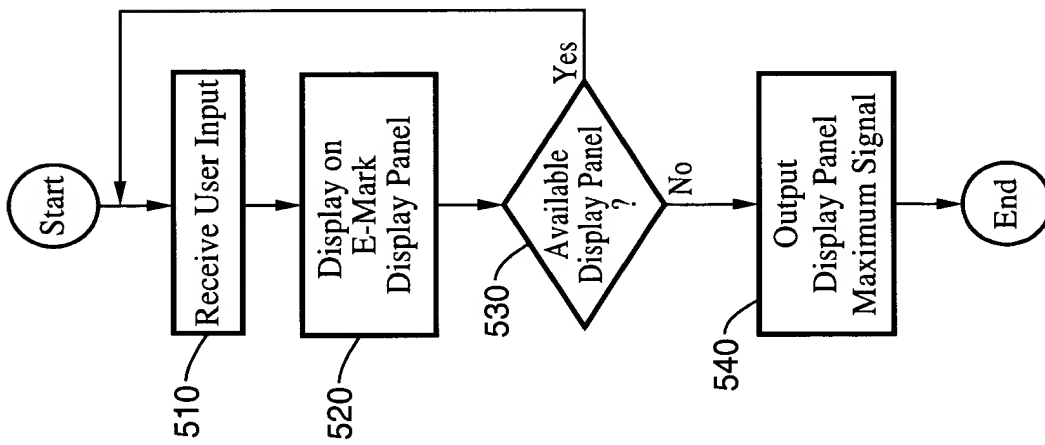 Start
510
Receive User Input
520
Display on
E-Mark
Display Panel
530
Available
Display Panel
?
Yes
No
540
Output
Display Panel
Maximum Signal
End